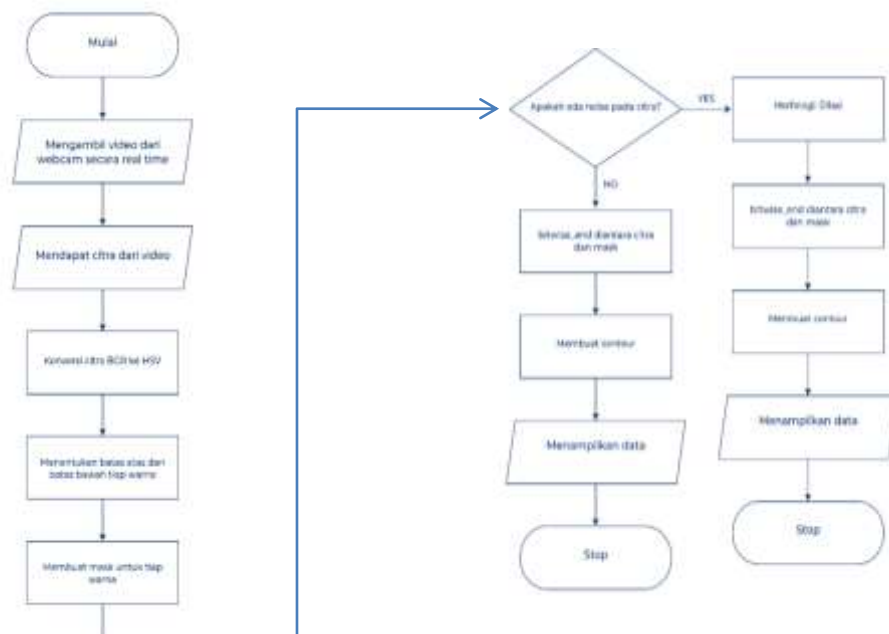 Mulai
Mengambil video dari
webcam secara real time
Mendapat citra dari video
Konversi citra BGR ke HSV
Menentukan batas atas dan
batas bawah tiap warna
Membuat mask untuk tiap
warna
Apakah ada noise pada citra?
YES
NO
bitwise_and diantara citra
dan mask
Membuat contour
Menampilkan data
Stop
Morfologi Dilasi
bitwise_and diantara citra
dan mask
Membuat contour
Menampilkan data
Stop